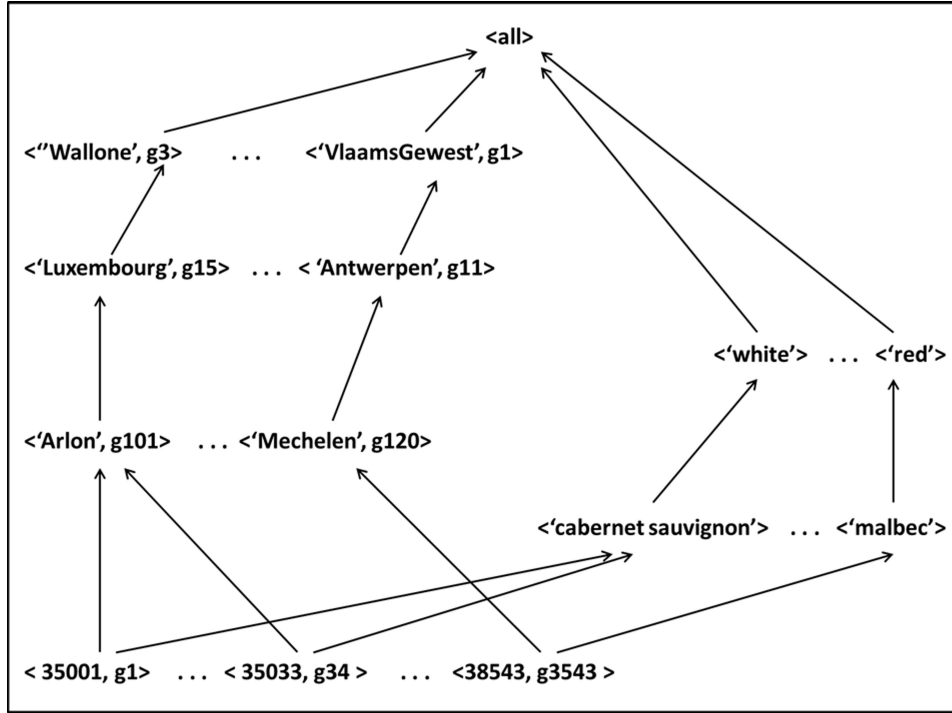 <all>
<‘’Wallone’, g3> ... <‘VlaamsGewest’, g1>
<‘Luxembourg’, g15> ... < ‘Antwerpen’, g11>
<‘white’> ... <‘red’>
<‘Arlon’, g101> ... <‘Mechelen’, g120>
<‘cabernet sauvignon’> ... <‘malbec’>
< 35001, g1> ... < 35033, g34 > ... <38543, g3543 >